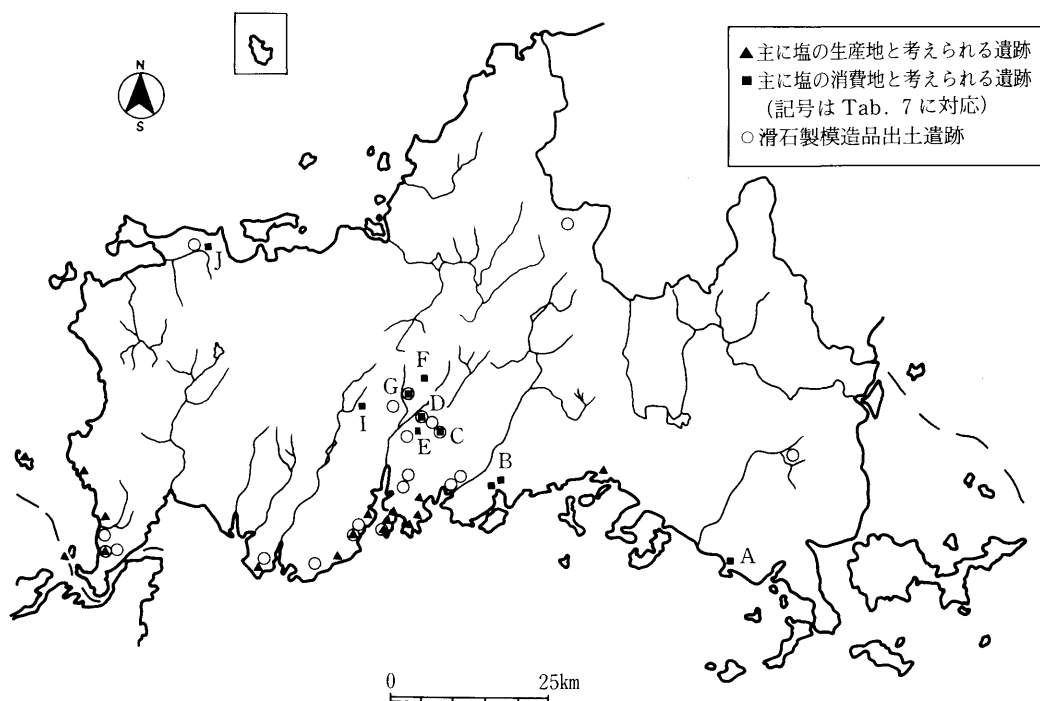 N
S
▲主に塩の生産地と考えられる遺跡
■主に塩の消費地と考えられる遺跡
(記号は Tab. 7 に対応)
○滑石製模造品出土遺跡
J
F
G
D
I
E
C
B
A
0 25km